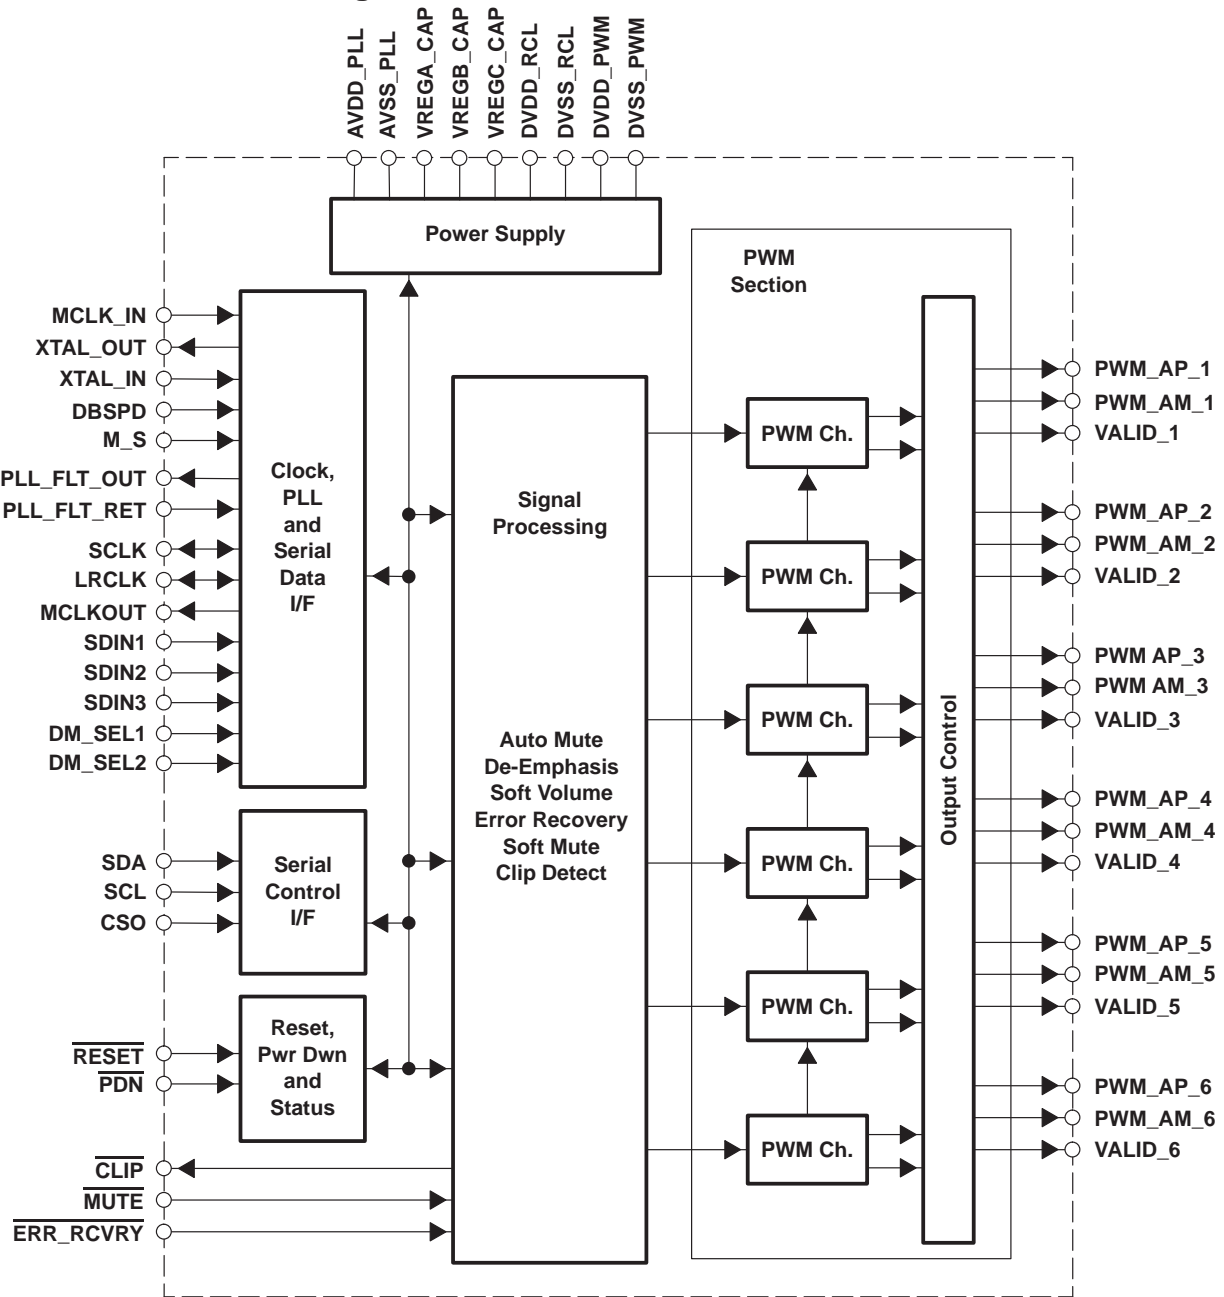 AVDD_PLL
AVSS_PLL
VREGA_CAP
VREGB_CAP
VREGC_CAP
DVDD_RCL
DVSS_RCL
DVDD_PWM
DVSS_PWM
Power Supply
PWM
Section
MCLK_IN
XTAL_OUT
XTAL_IN
DBSPD
M_S
PLL_FLT_OUT
PLL_FLT_RET
SCLK
LRCLK
MCLKOUT
SDIN1
SDIN2
SDIN3
DM_SEL1
DM_SEL2
Clock,
PLL
and
Serial
Data
I/F
SDA
SCL
CSO
Serial
Control
I/F
RESET
PDN
Reset,
Pwr Dwn
and
Status
CLIP
MUTE
ERR_RCVRY
Signal
Processing
Auto Mute
De-Emphasis
Soft Volume
Error Recovery
Soft Mute
Clip Detect
PWM Ch.
PWM Ch.
PWM Ch.
PWM Ch.
PWM Ch.
PWM Ch.
Output Control
PWM_AP_1
PWM_AM_1
VALID_1
PWM_AP_2
PWM_AM_2
VALID_2
PWM AP_3
PWM AM_3
VALID_3
PWM_AP_4
PWM_AM_4
VALID_4
PWM_AP_5
PWM_AM_5
VALID_5
PWM_AP_6
PWM_AM_6
VALID_6